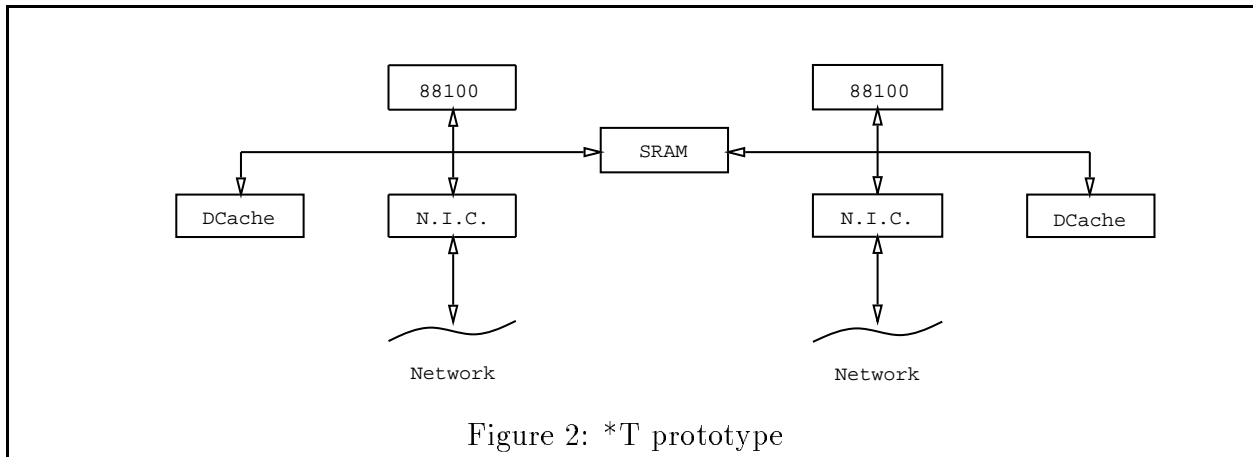 88100
88100
SRAM
DCache
N.I.C.
N.I.C.
DCache
Network
Network
Figure 2: *T prototype